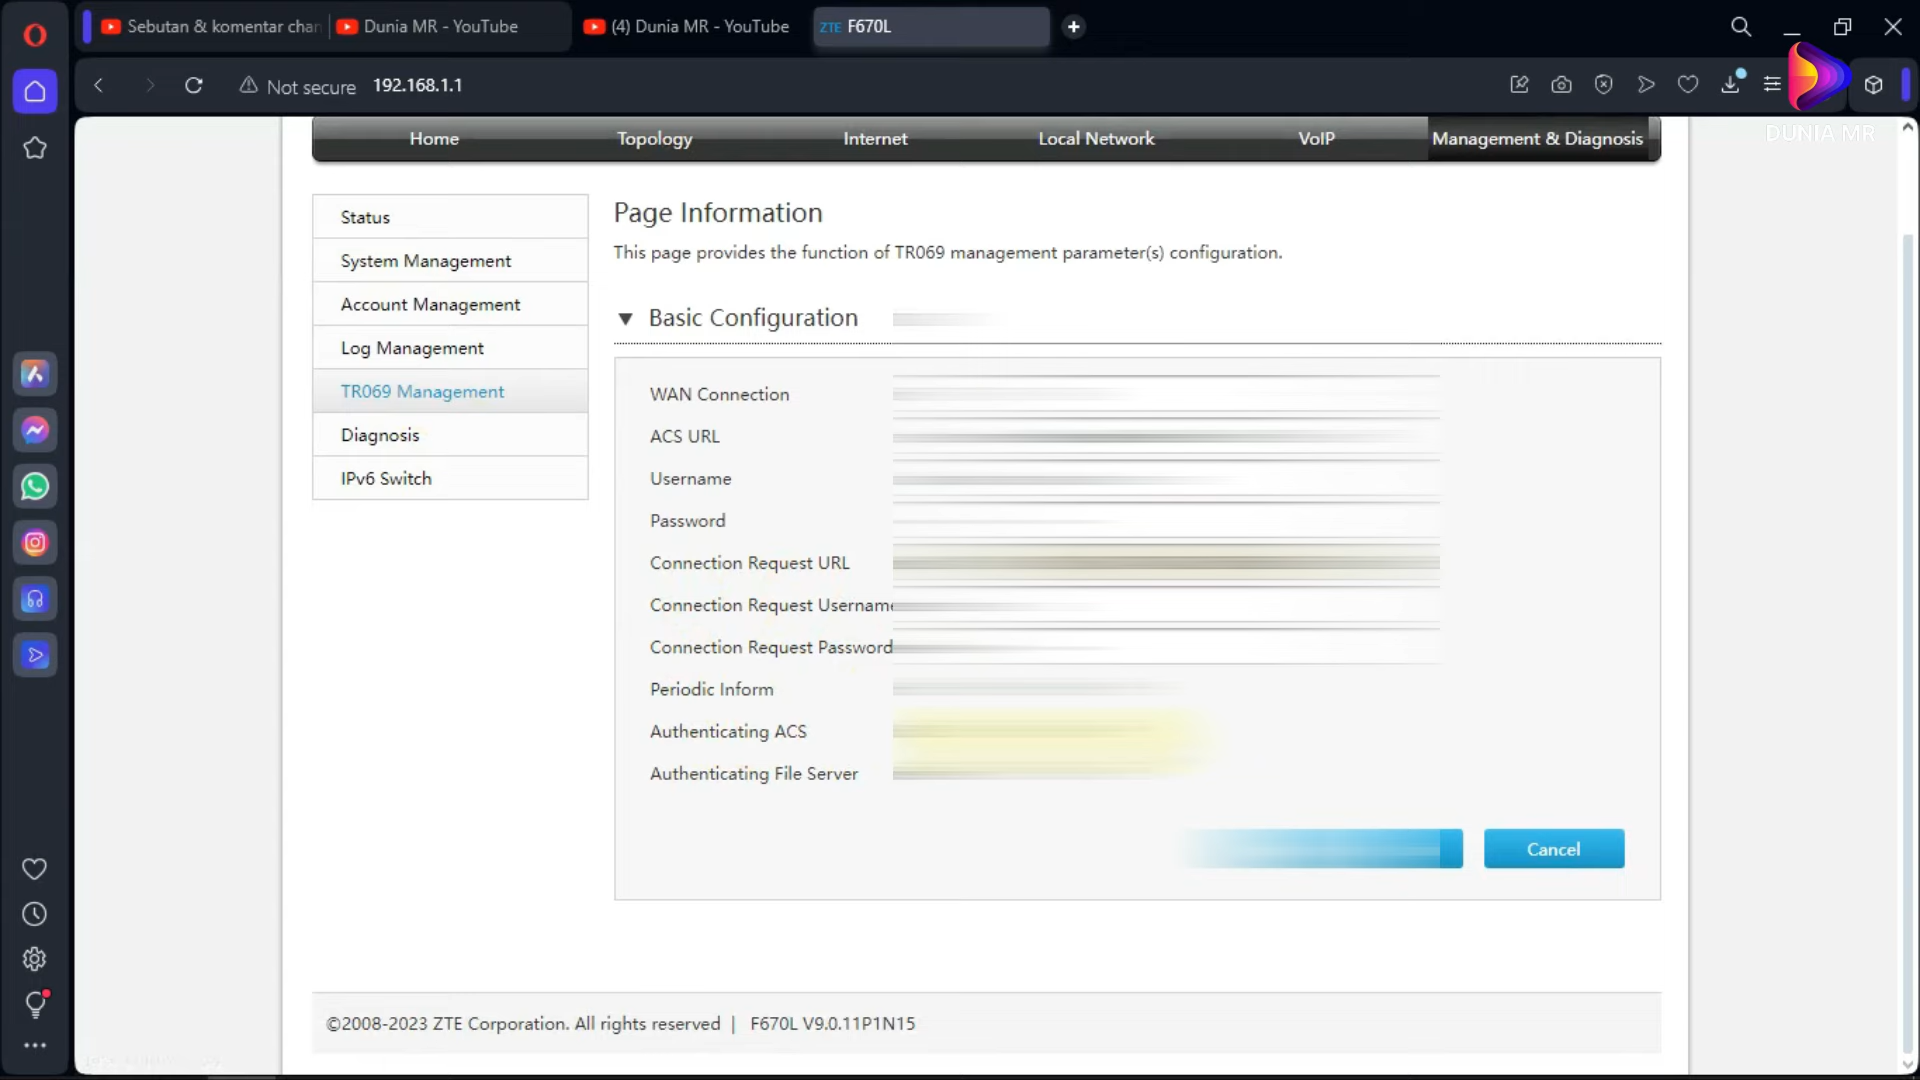 Sebutan & komentar chan
Dunia MR - YouTube
(4) Dunia MR - YouTube
ZTE F670L
Not secure 192.168.1.1
DUNIA MR
Home
Topology
Internet
Local Network
VoIP
Management & Diagnosis
Status
System Management
Account Management
Log Management
TR069 Management
Diagnosis
IPv6 Switch
Page Information
This page provides the function of TR069 management parameter(s) configuration.
Basic Configuration
WAN Connection
ACS URL
Username
Password
Connection Request URL
Connection Request Username
Connection Request Password
Periodic Inform
Authenticating ACS
Authenticating File Server
Cancel
©2008-2023 ZTE Corporation. All rights reserved | F670L V9.0.11P1N15